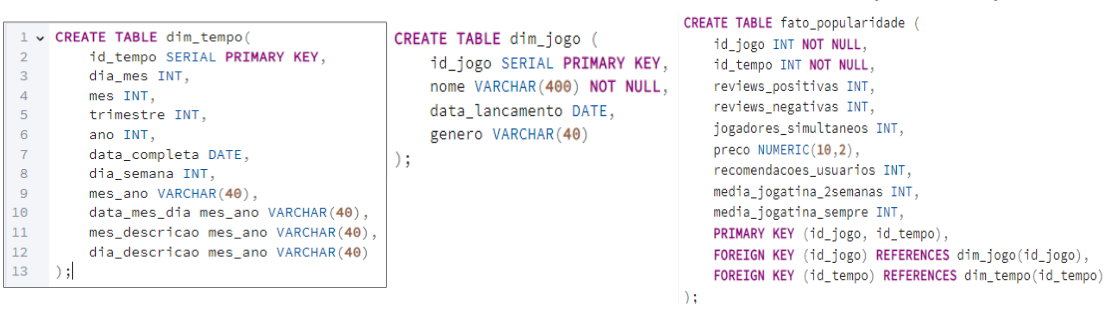 1 CREATE TABLE dim_tempo(
2 id_tempo SERIAL PRIMARY KEY,
3 dia_mes INT,
4 mes INT,
5 trimestre INT,
6 ano INT,
7 data_completa DATE,
8 dia_semana INT,
9 mes_ano VARCHAR(40),
10 data_mes_dia mes_ano VARCHAR(40),
11 mes_descricao mes_ano VARCHAR(40),
12 dia_descricao mes_ano VARCHAR(40)
13 );
CREATE TABLE dim_jogo (
id_jogo SERIAL PRIMARY KEY,
nome VARCHAR(400) NOT NULL,
data_lancamento DATE,
genero VARCHAR(40)
);
CREATE TABLE fato_popularidade (
id_jogo INT NOT NULL,
id_tempo INT NOT NULL,
reviews_positivas INT,
reviews_negativas INT,
jogadores_simultaneos INT,
preco NUMERIC(10,2),
recomendacoes_usuarios INT,
media_jogatina_2semanas INT,
media_jogatina_sempre INT,
PRIMARY KEY (id_jogo, id_tempo),
FOREIGN KEY (id_jogo) REFERENCES dim_jogo(id_jogo),
FOREIGN KEY (id_tempo) REFERENCES dim_tempo(id_tempo)
);